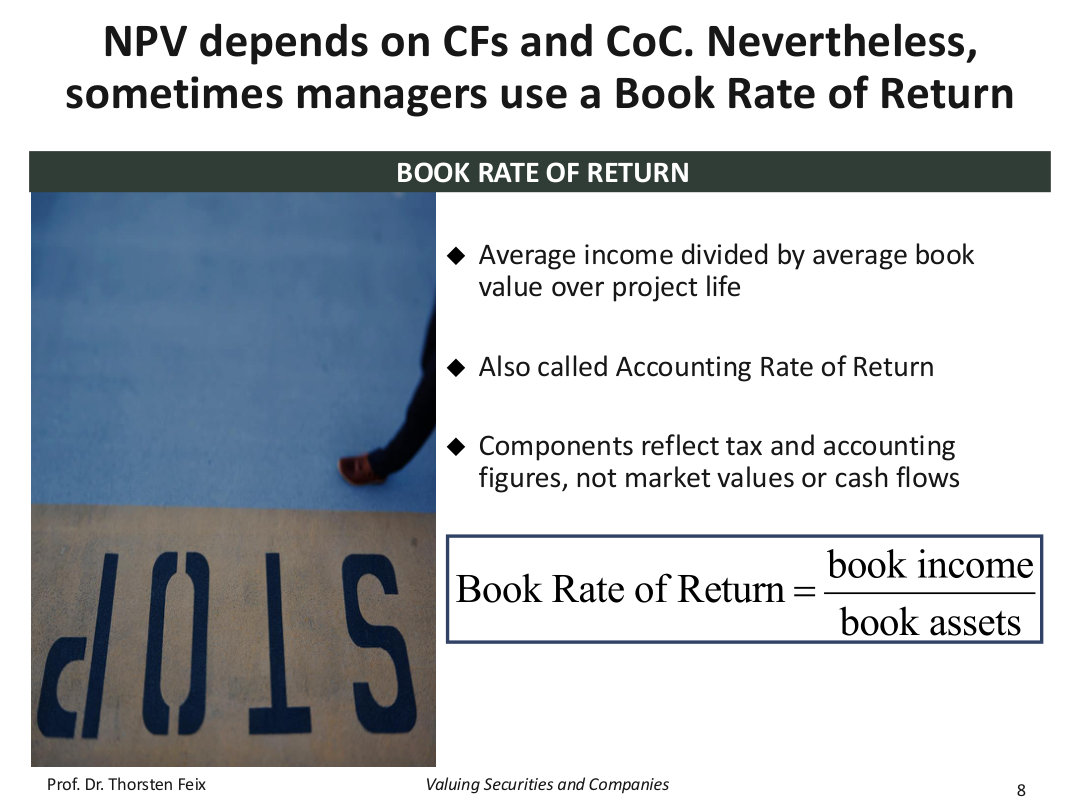 NPV depends on CFs and CoC. Nevertheless,
sometimes managers use a Book Rate of Return
BOOK RATE OF RETURN
◆ Average income divided by average book
value over project life
◆ Also called Accounting Rate of Return
◆ Components reflect tax and accounting
figures, not market values or cash flows
Book Rate of Return = book income / book assets
STOP
Prof. Dr. Thorsten Feix
Valuing Securities and Companies
8